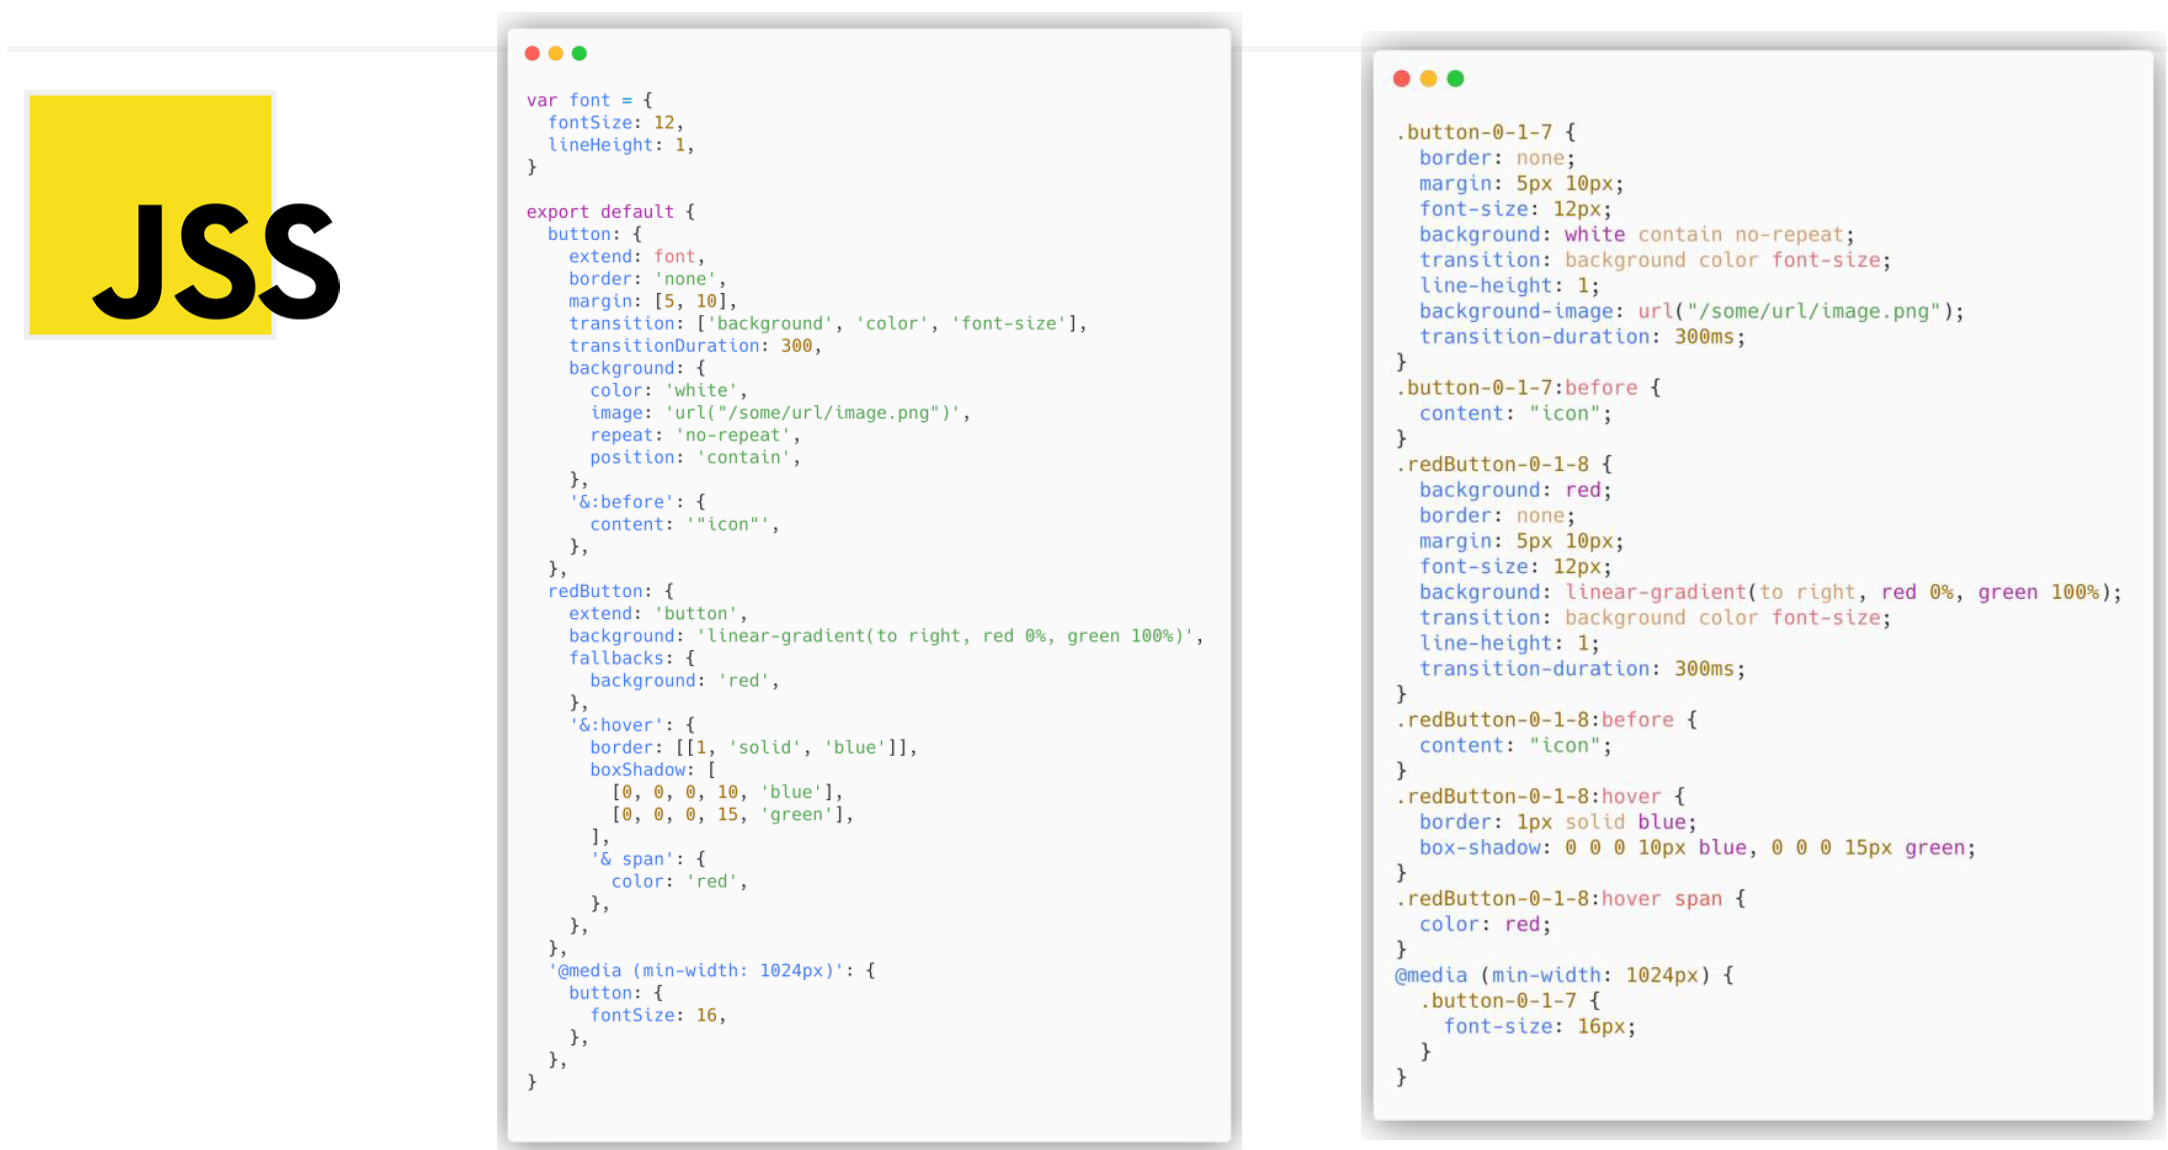 JSS
var font = {
  fontSize: 12,
  lineHeight: 1,
}
export default {
  button: {
    extend: font,
    border: 'none',
    margin: [5, 10],
    transition: ['background', 'color', 'font-size'],
    transitionDuration: 300,
    background: {
      color: 'white',
      image: 'url("/some/url/image.png")',
      repeat: 'no-repeat',
      position: 'contain',
    },
    '&:before': {
      content: '"icon"',
    },
  },
  redButton: {
    extend: 'button',
    background: 'linear-gradient(to right, red 0%, green 100%)',
    fallbacks: {
      background: 'red',
    },
    '&:hover': {
      border: [[1, 'solid', 'blue']],
      boxShadow: [
        [0, 0, 0, 10, 'blue'],
        [0, 0, 0, 15, 'green'],
      ],
      '& span': {
        color: 'red',
      },
    },
  },
  '@media (min-width: 1024px)': {
    button: {
      fontSize: 16,
    },
  },
}
.button-0-1-7 {
  border: none;
  margin: 5px 10px;
  font-size: 12px;
  background: white contain no-repeat;
  transition: background color font-size;
  line-height: 1;
  background-image: url("/some/url/image.png");
  transition-duration: 300ms;
}
.button-0-1-7:before {
  content: "icon";
}
.redButton-0-1-8 {
  background: red;
  border: none;
  margin: 5px 10px;
  font-size: 12px;
  background: linear-gradient(to right, red 0%, green 100%);
  transition: background color font-size;
  line-height: 1;
  transition-duration: 300ms;
}
.redButton-0-1-8:before {
  content: "icon";
}
.redButton-0-1-8:hover {
  border: 1px solid blue;
  box-shadow: 0 0 0 10px blue, 0 0 0 15px green;
}
.redButton-0-1-8:hover span {
  color: red;
}
@media (min-width: 1024px) {
  .button-0-1-7 {
    font-size: 16px;
  }
}